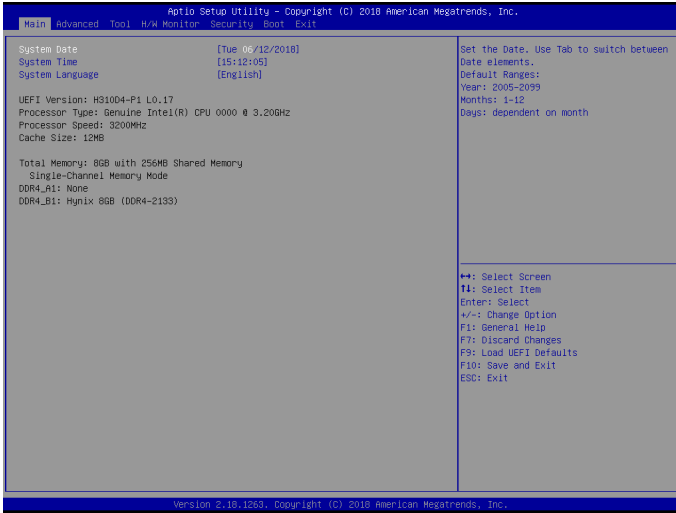 Aptio Setup Utility - Copyright (C) 2018 American Megatrends, Inc.
Main Advanced Tool H/W Monitor Security Boot Exit
System Date [Tue 06/12/2018]
System Time [15:12:05]
System Language [English]
UEFI Version: H310D4-P1 L0.17
Processor Type: Genuine Intel(R) CPU 0000 @ 3.20GHz
Processor Speed: 3200MHz
Cache Size: 12MB
Total Memory: 8GB with 256MB Shared Memory
Single-Channel Memory Mode
DDR4_A1: None
DDR4_B1: Hynix 8GB (DDR4-2133)
Set the Date. Use Tab to switch between
Date elements.
Default Ranges:
Year: 2005-2099
Months: 1-12
Days: dependent on month
↔: Select Screen
↑↓: Select Item
Enter: Select
+/-: Change Option
F1: General Help
F7: Discard Changes
F9: Load UEFI Defaults
F10: Save and Exit
ESC: Exit
Version 2.18.1263. Copyright (C) 2018 American Megatrends, Inc.